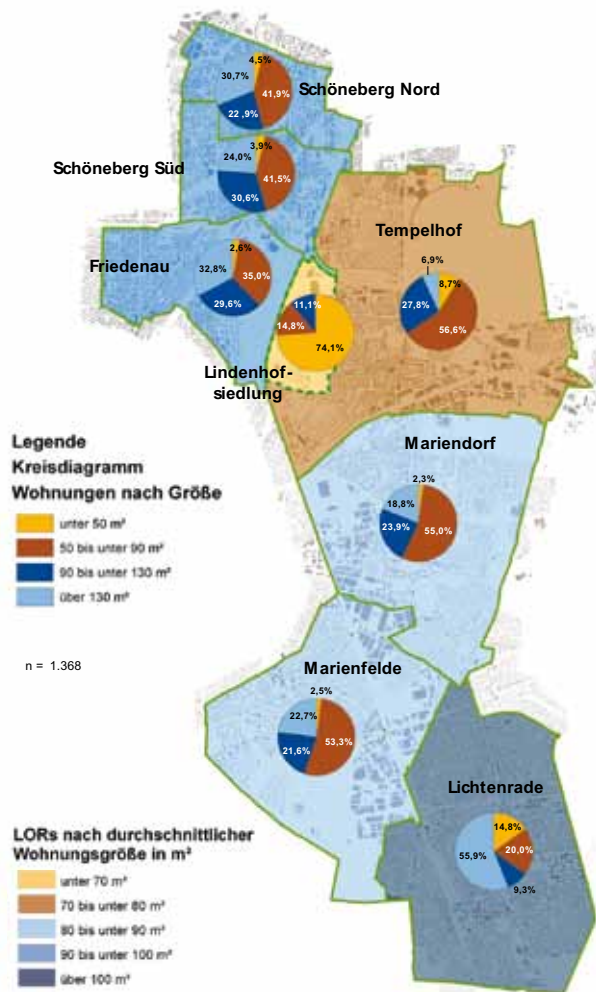 4,5%
30,7%
41,9%
22,9%
Schöneberg Nord
3,9%
24,0%
41,5%
30,6%
Schöneberg Süd
Tempelhof
6,9%
8,7%
27,8%
56,6%
Friedenau
2,6%
32,8%
35,0%
29,6%
11,1%
14,8%
74,1%
Lindenhof-
siedlung
Legende
Kreisdiagramm
Wohnungen nach Größe
unter 50 m²
50 bis unter 90 m²
90 bis unter 130 m²
über 130 m²
n = 1.368
Mariendorf
2,3%
18,8%
23,9%
55,0%
Marienfelde
2,5%
22,7%
53,3%
21,6%
Lichtenrade
14,8%
20,0%
55,9%
9,3%
LORs nach durchschnittlicher
Wohnungsgröße in m²
unter 70 m²
70 bis unter 80 m²
80 bis unter 90 m²
90 bis unter 100 m²
über 100 m²